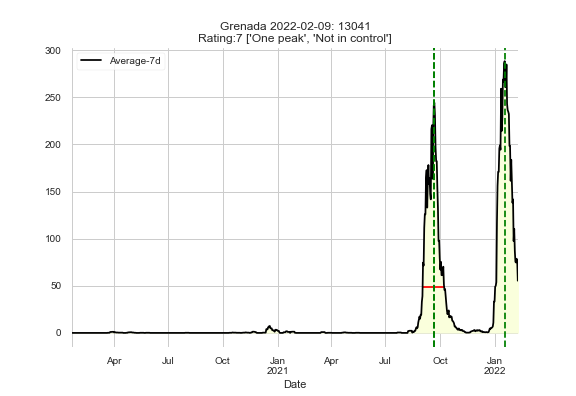 Grenada 2022-02-09: 13041
Rating:7 ['One peak', 'Not in control']
Average-7d
300
250
200
150
100
50
0
Apr
Jul
Oct
Jan
2021
Apr
Jul
Oct
Jan
2022
Date